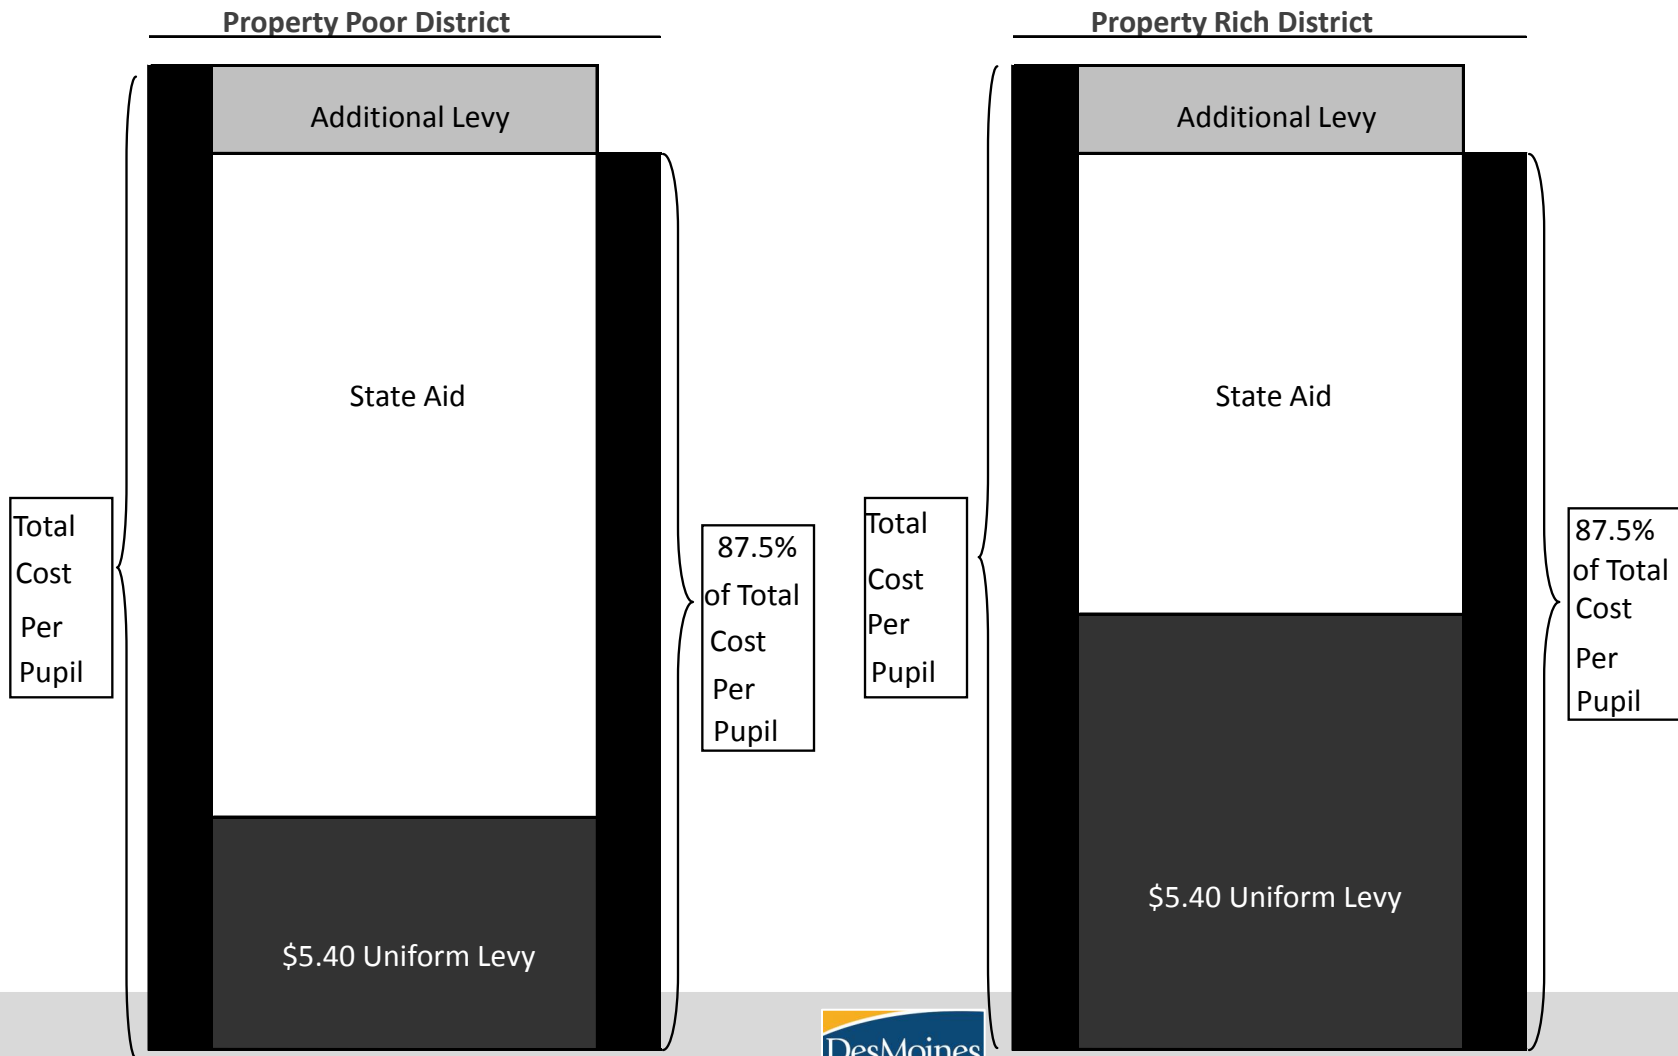 Property Poor District
Additional Levy
State Aid
$5.40 Uniform Levy
Total
Cost
Per
Pupil
87.5%
of Total
Cost
Per
Pupil
Property Rich District
Additional Levy
State Aid
$5.40 Uniform Levy
Total
Cost
Per
Pupil
87.5%
of Total
Cost
Per
Pupil
DesMoines